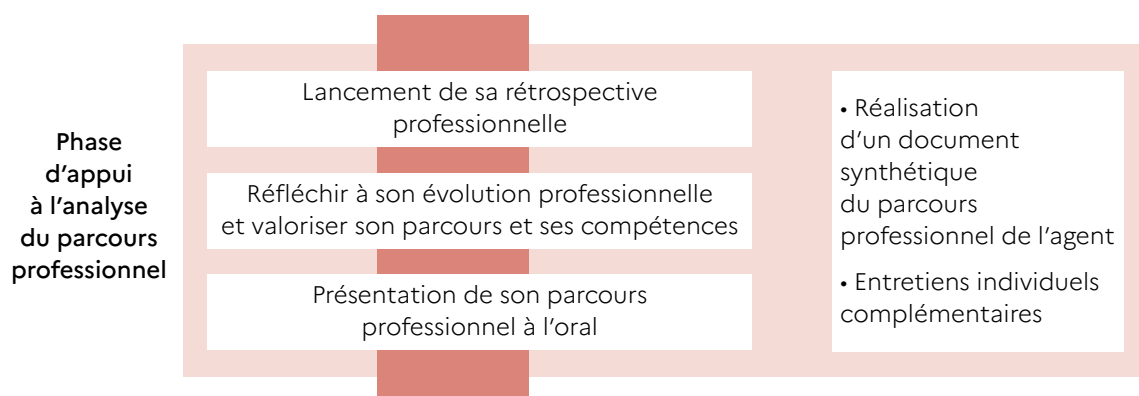 Phase
d’appui
à l’analyse
du parcours
professionnel
Lancement de sa rétrospective
professionnelle
Réfléchir à son évolution professionnelle
et valoriser son parcours et ses compétences
Présentation de son parcours
professionnel à l’oral
• Réalisation
d’un document
synthétique
du parcours
professionnel de l’agent
• Entretiens individuels
complémentaires